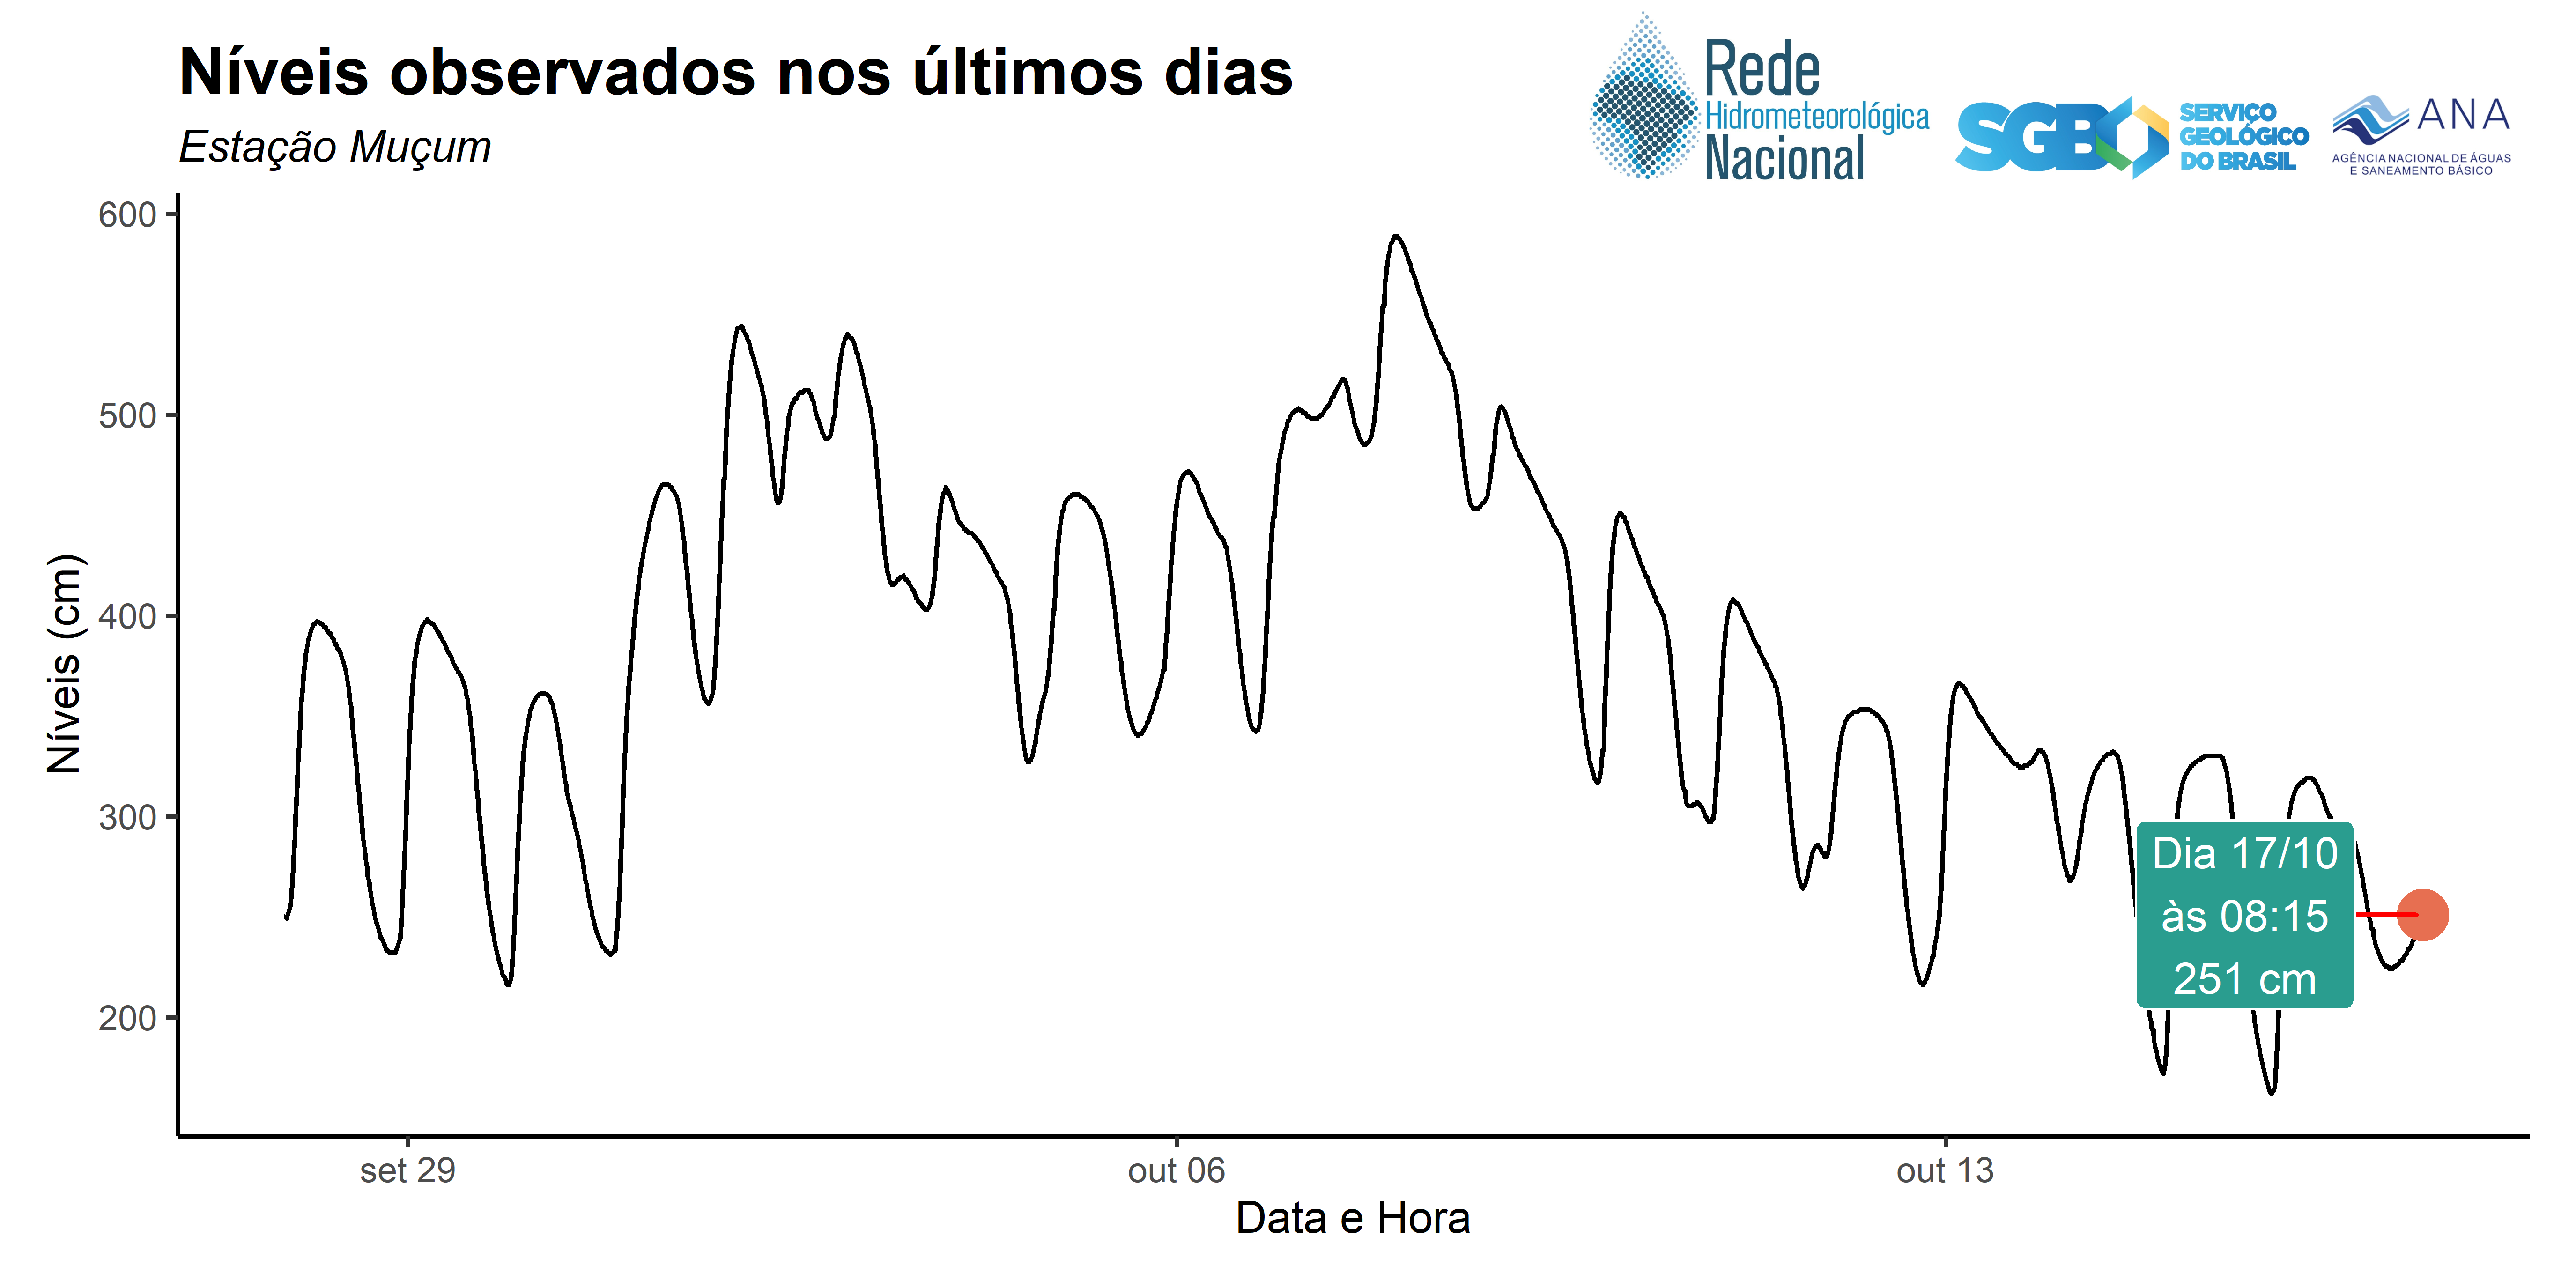 Níveis observados nos últimos dias
Estação Muçum
Rede
Hidrometeorológica
Nacional
SGB
SERVIÇO
GEOLÓGICO
DO BRASIL
ANA
AGÊNCIA NACIONAL DE ÁGUAS
E SANEAMENTO BÁSICO
Níveis (cm)
600
500
400
300
200
Dia 17/10
às 08:15
251 cm
set 29
out 06
out 13
Data e Hora